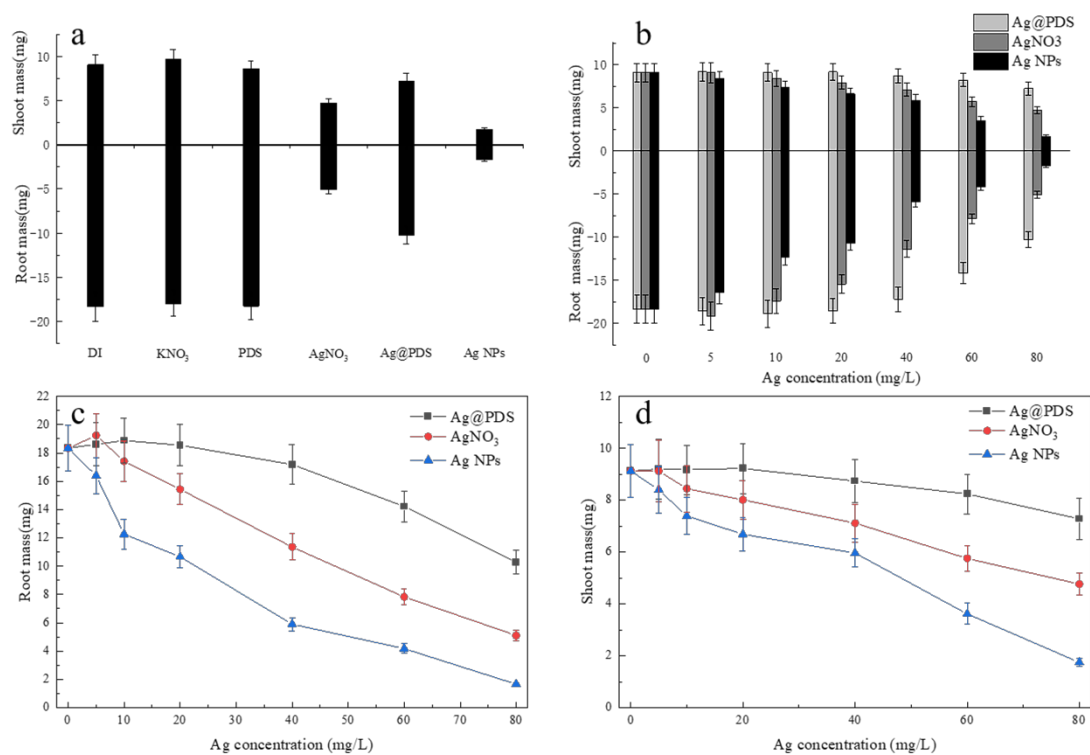 a
Shoot mass(mg)
Root mass(mg)
10
5
0
−5
−10
−15
−20
DI
KNO₃
PDS
AgNO₃
Ag@PDS
Ag NPs
b
Ag@PDS
AgNO3
Ag NPs
Shoot mass(mg)
Root mass(mg)
10
5
0
−5
−10
−15
−20
0
5
10
20
40
60
80
Ag concentration (mg/L)
c
Ag@PDS
AgNO₃
Ag NPs
Root mass(mg)
22
20
18
16
14
12
10
8
6
4
2
0
0
10
20
30
40
50
60
70
80
Ag concentration (mg/L)
d
Ag@PDS
AgNO₃
Ag NPs
Shoot mass(mg)
12
10
8
6
4
2
0
0
20
40
60
80
Ag concentration (mg/L)